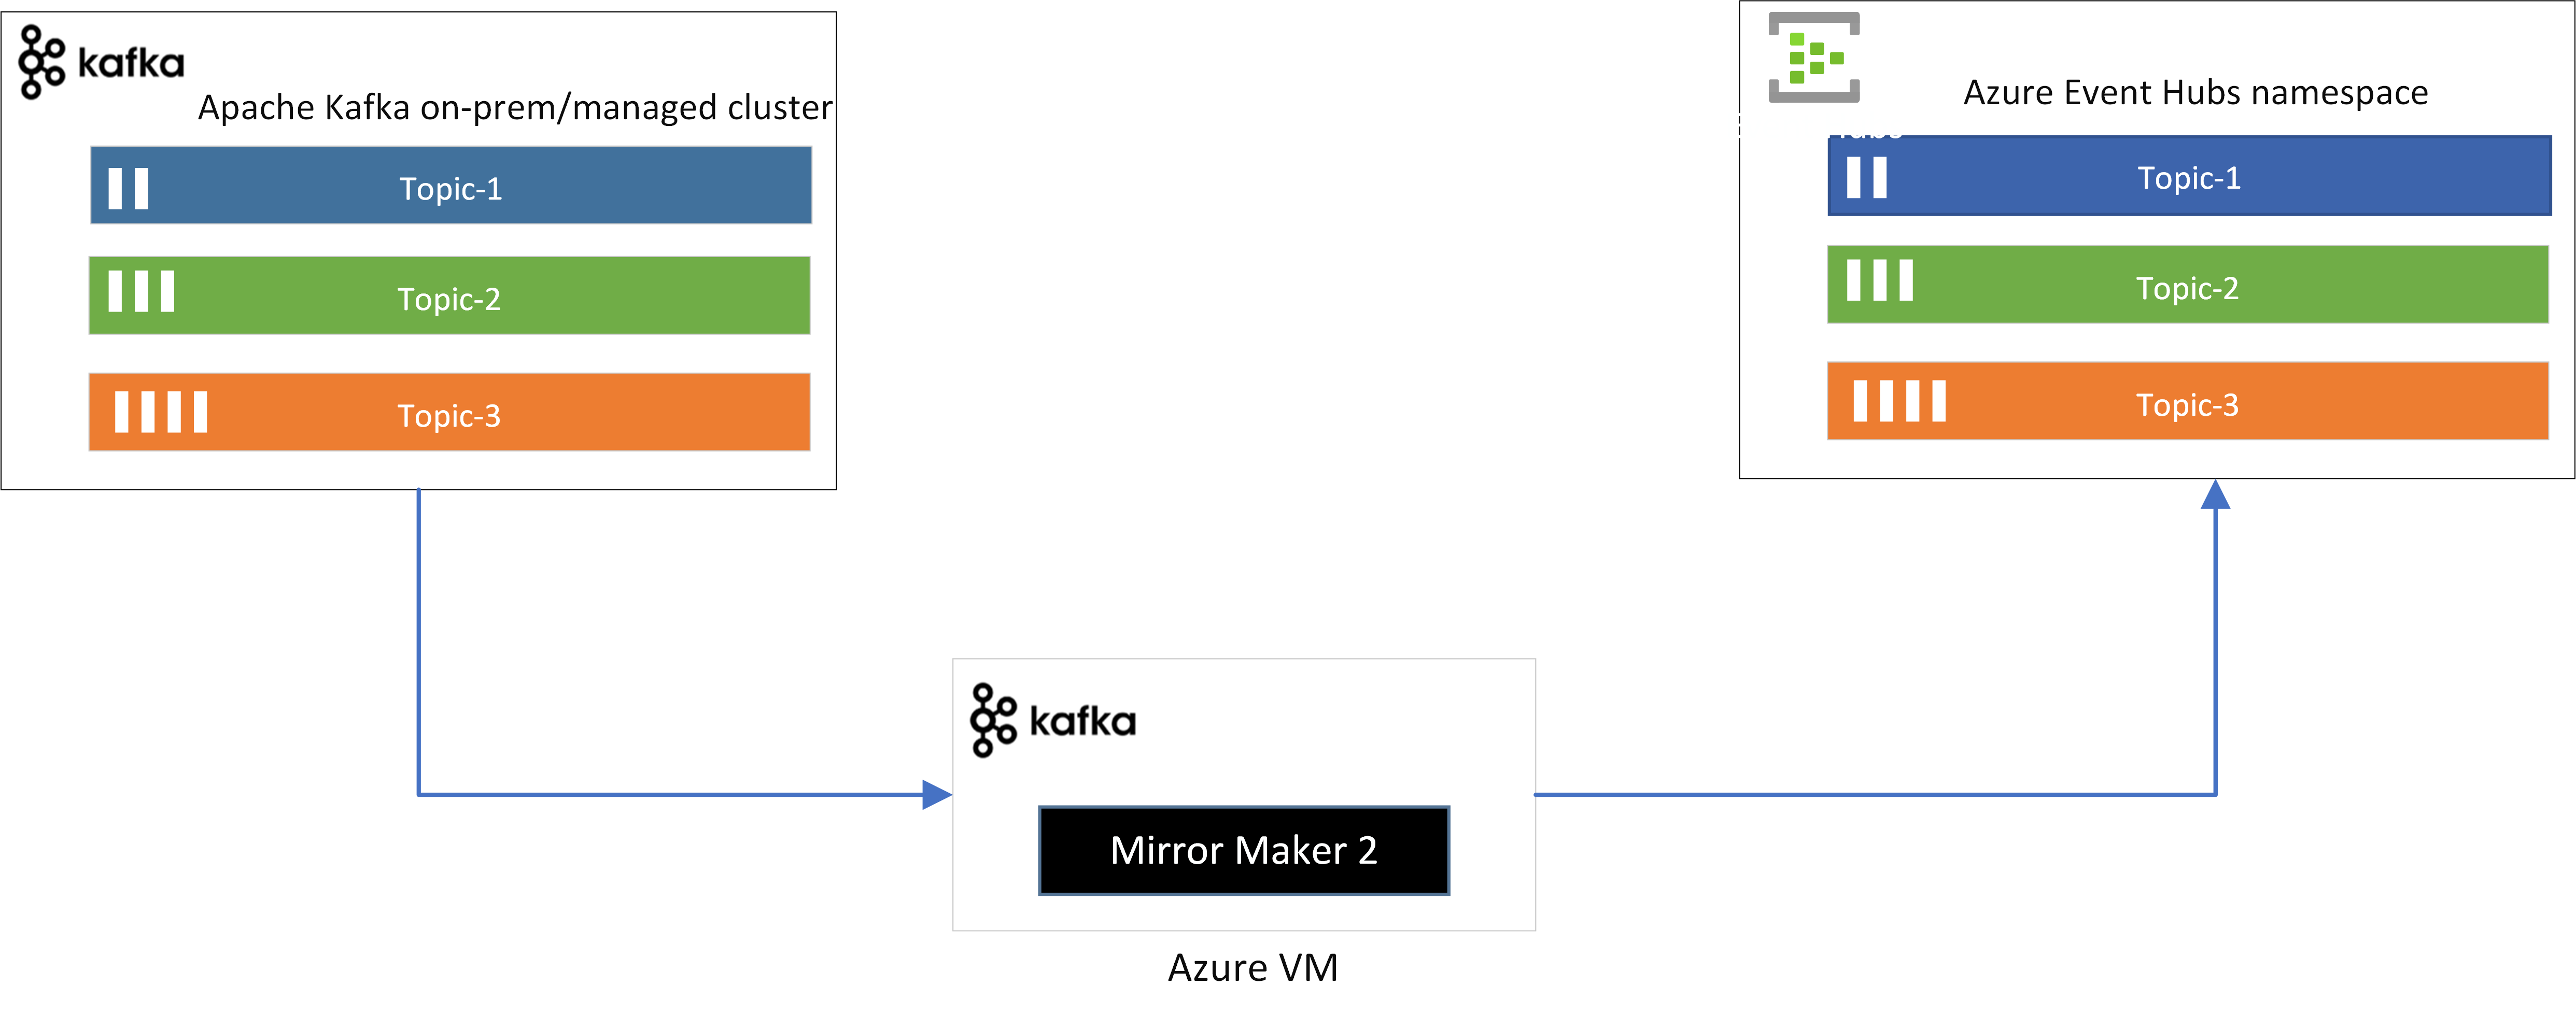 kafka
Apache Kafka on-prem/managed cluster
Topic-1
Topic-2
Topic-3
Azure Event Hubs namespace
Topic-1
Topic-2
Topic-3
kafka
Mirror Maker 2
Azure VM